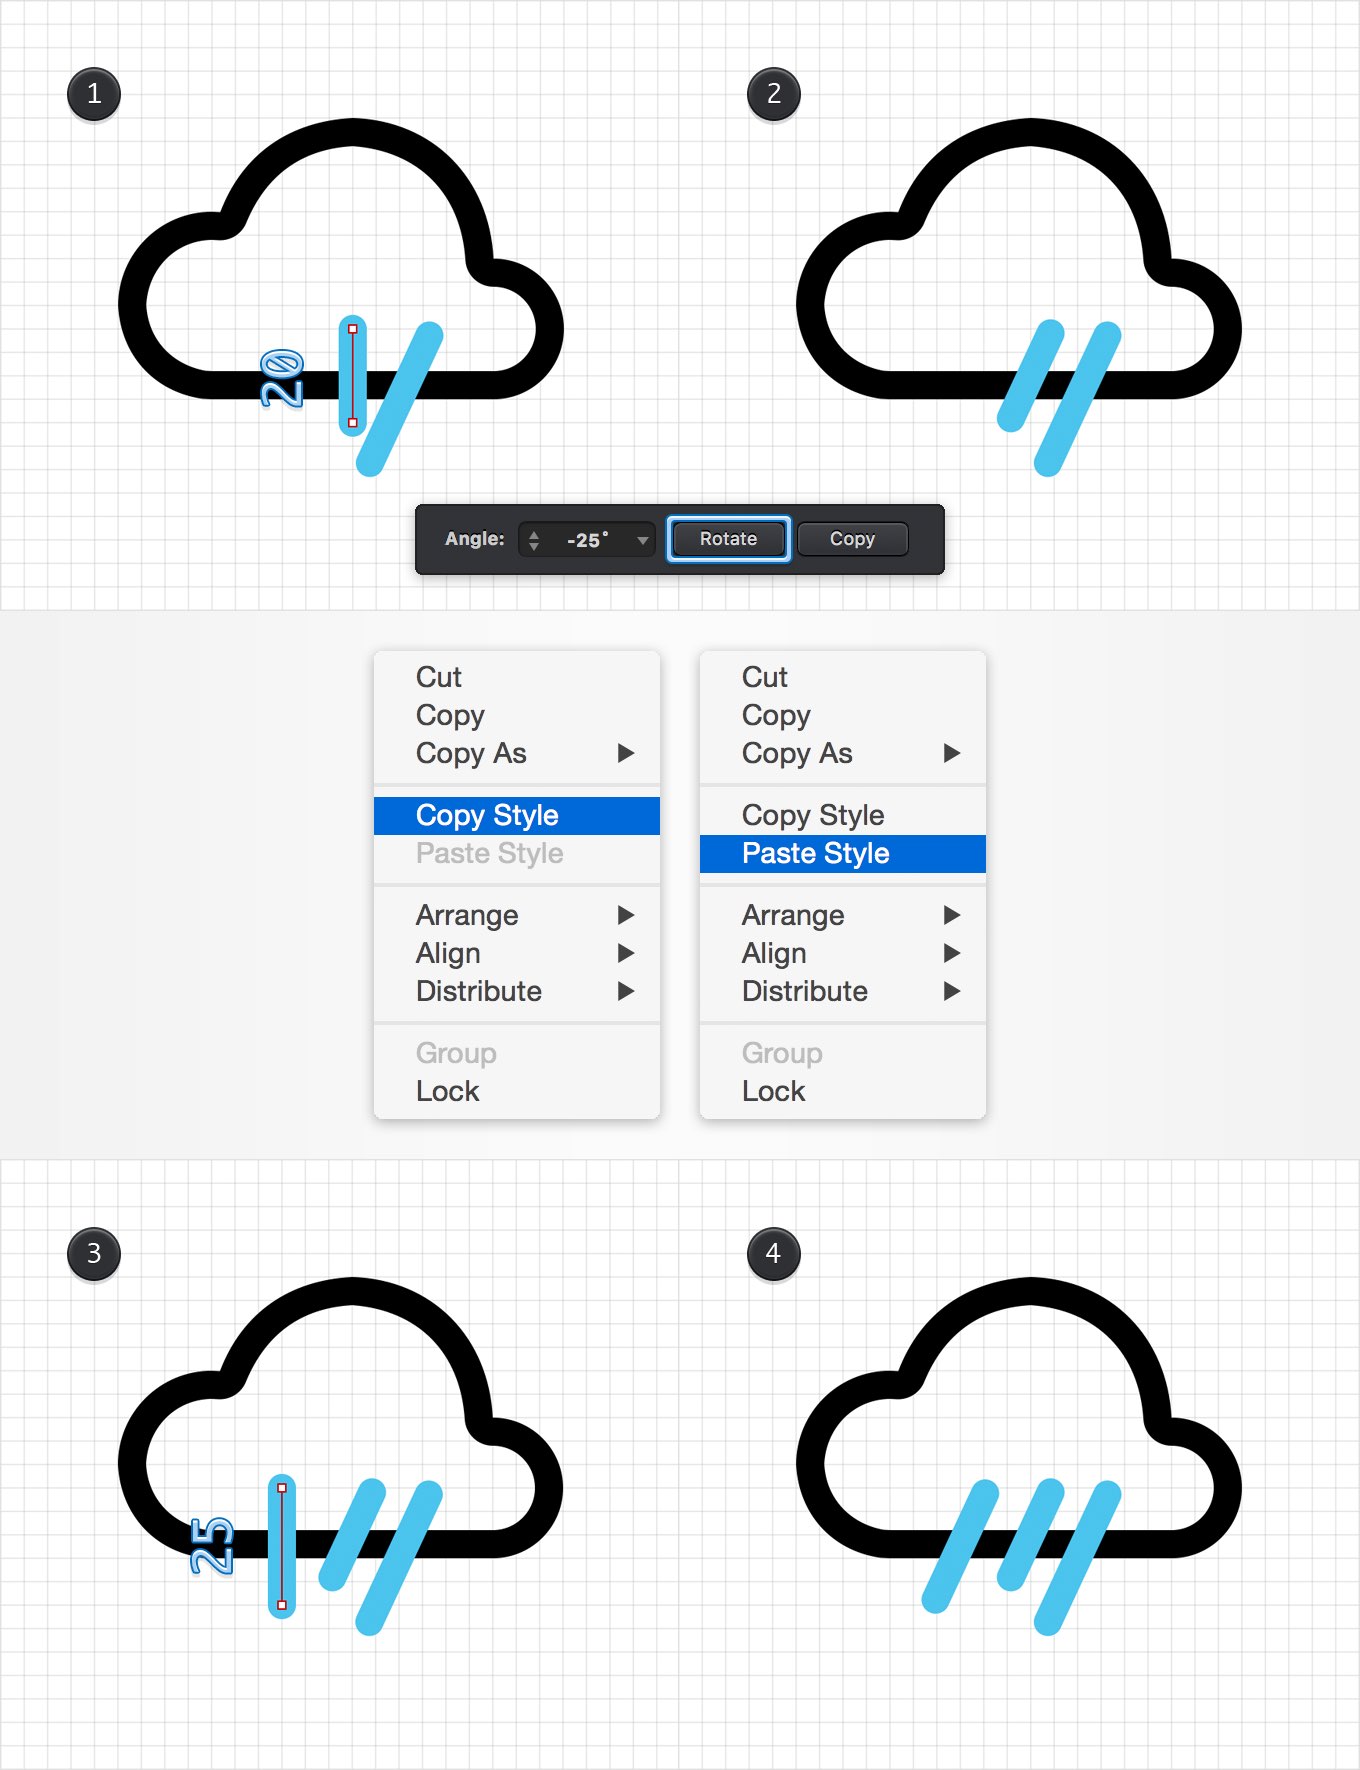 1
2
20
Angle: -25° Rotate Copy
Cut
Copy
Copy As
Copy Style
Paste Style
Arrange
Align
Distribute
Group
Lock
Cut
Copy
Copy As
Copy Style
Paste Style
Arrange
Align
Distribute
Group
Lock
3
4
25